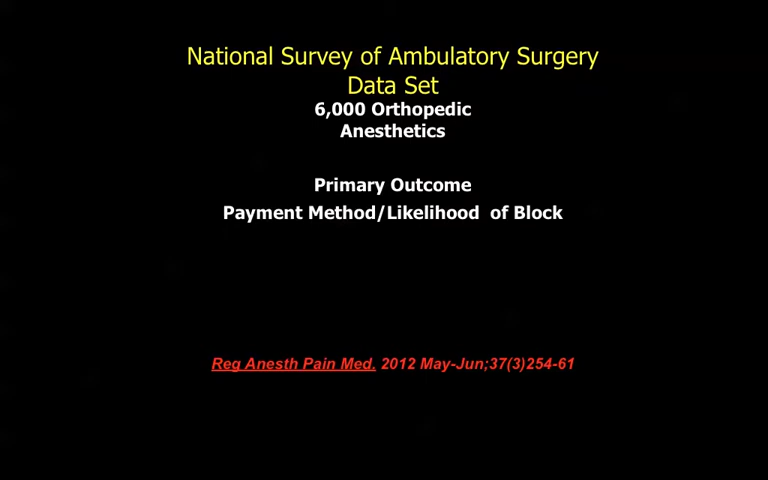 National Survey of Ambulatory Surgery
Data Set
6,000 Orthopedic
Anesthetics
Primary Outcome
Payment Method/Likelihood of Block
Reg Anesth Pain Med. 2012 May-Jun;37(3)254-61